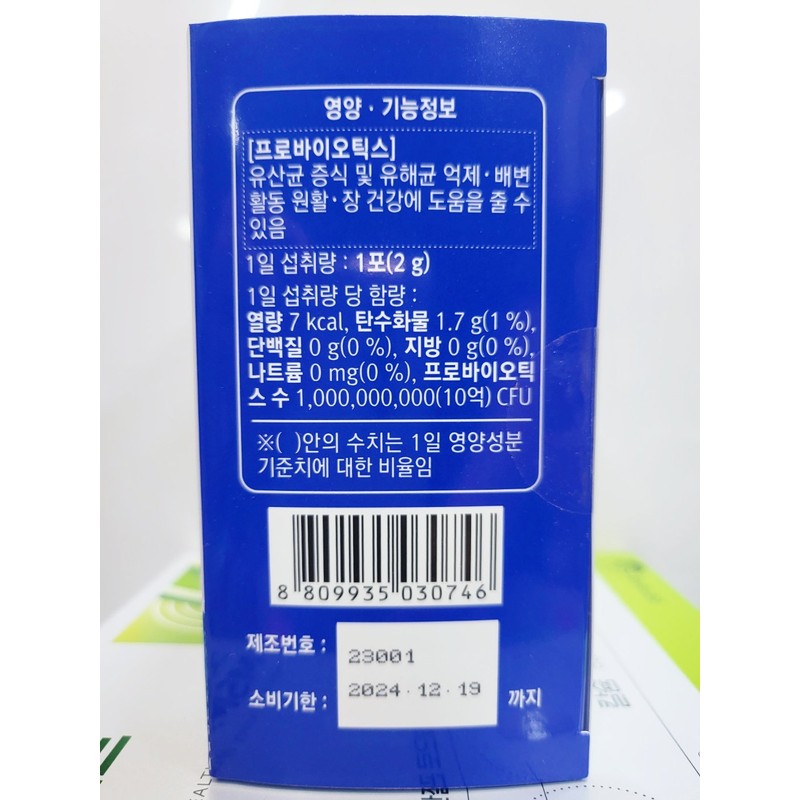 영양·기능정보
[프로바이오틱스]
유산균 증식 및 유해균 억제·배변
활동 원활·장 건강에 도움을 줄 수
있음
1일 섭취량 : 1포(2 g)
1일 섭취량 당 함량 :
열량 7 kcal, 탄수화물 1.7 g(1 %),
단백질 0 g(0 %), 지방 0 g(0 %),
나트륨 0 mg(0 %), 프로바이오틱
스 수 1,000,000,000(10억) CFU
※( )안의 수치는 1일 영양성분
기준치에 대한 비율임
8 809935 030746
제조번호 : 23001
소비기한 : 2024.12.19 까지